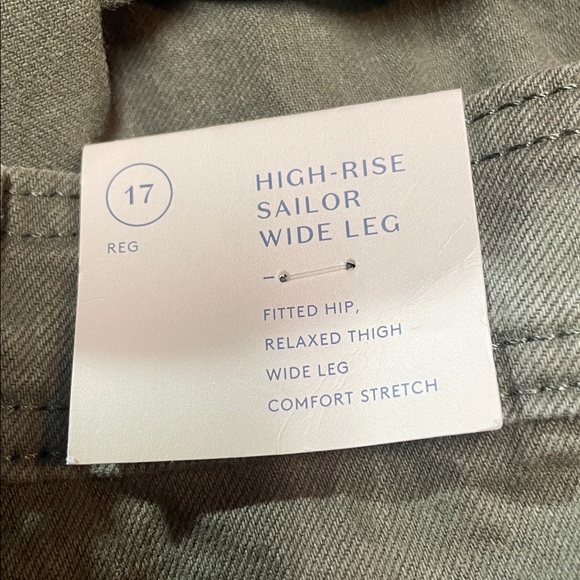 17
REG
HIGH-RISE
SAILOR
WIDE LEG
FITTED HIP,
RELAXED THIGH
WIDE LEG
COMFORT STRETCH